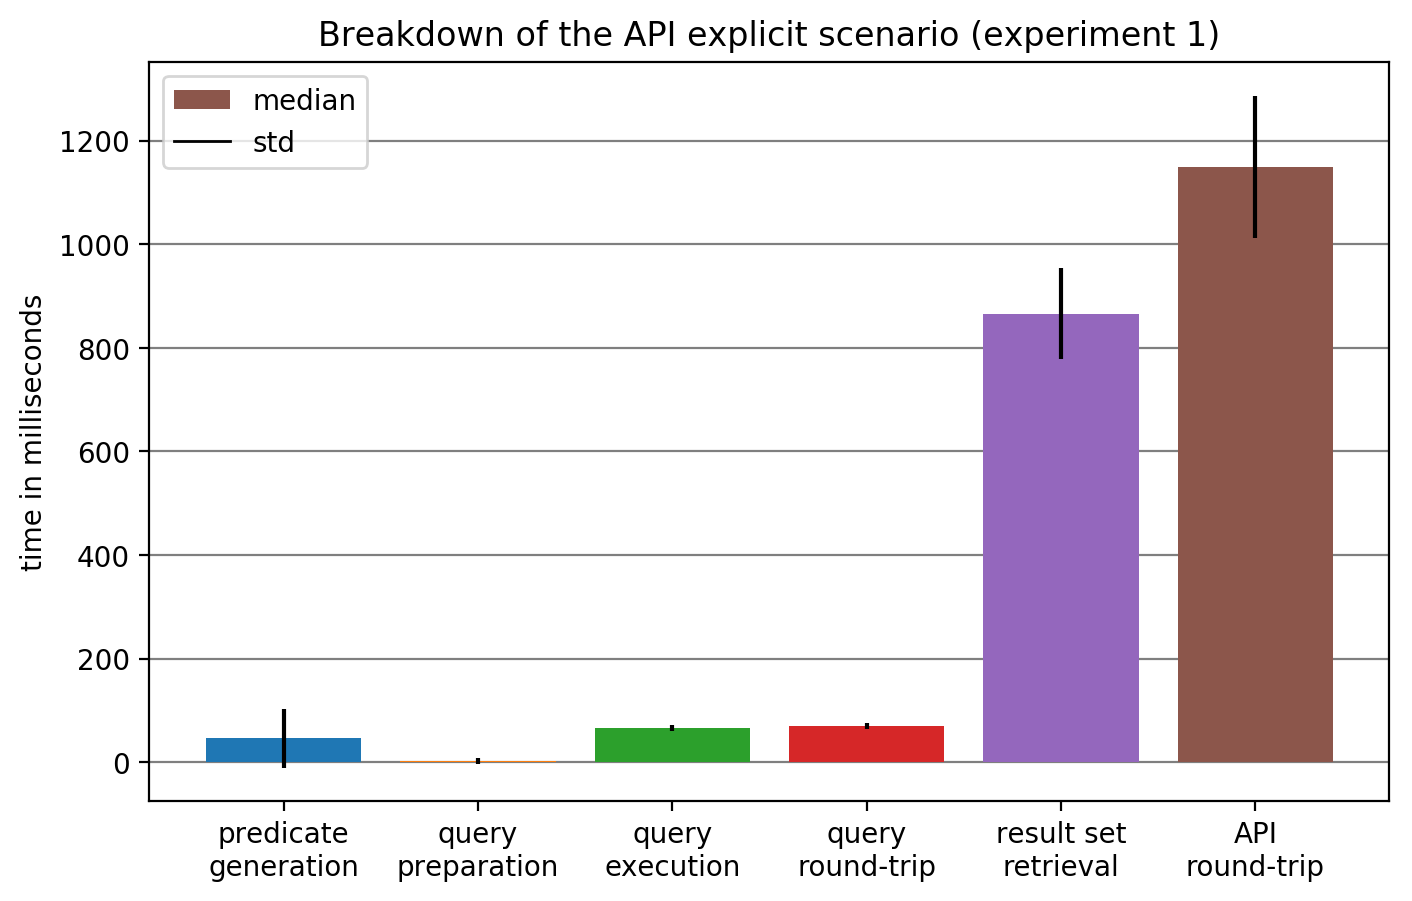 Breakdown of the API explicit scenario (experiment 1)
median
std
time in milliseconds
1200
1000
800
600
400
200
0
predicate
generation
query
preparation
query
execution
query
round-trip
result set
retrieval
API
round-trip